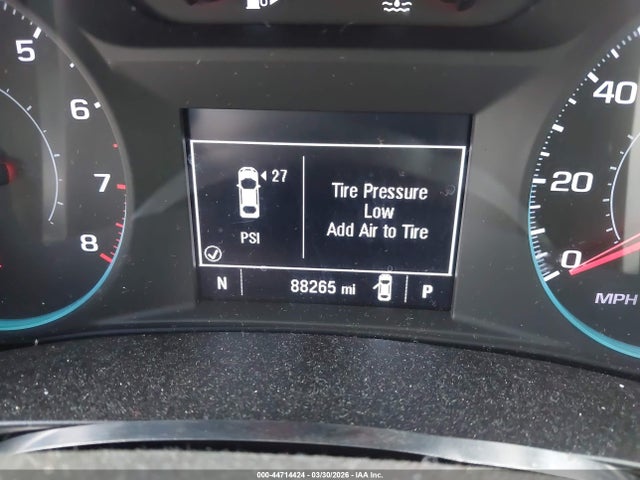 5
6
7
8
27
PSI
Tire Pressure
Low
Add Air to Tire
N
88265 mi
P
40
20
0
MPH
000-44714424 | 03/30/2026 - IAA Inc.